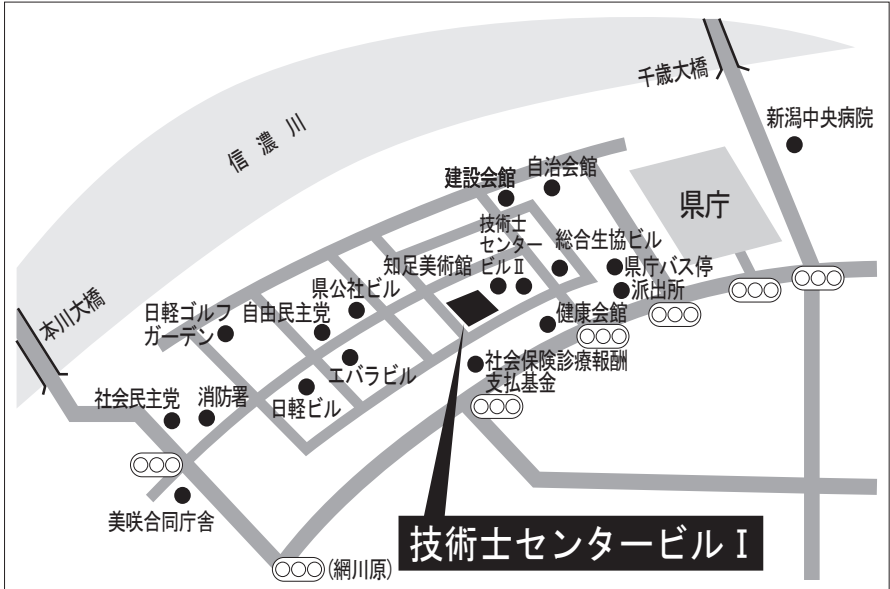 千歳大橋
新潟中央病院
信濃川
建設会館
自治会館
県庁
技術士
センター
ビルⅡ
総合生協ビル
知足美術館
県庁バス停
派出所
県公社ビル
本川大橋
日軽ゴルフ
ガーデン
自由民主党
健康会館
エバラビル
社会保険診療報酬
支払基金
日軽ビル
社会民主党
消防署
美咲合同庁舎
技術士センタービルⅠ
(網川原)